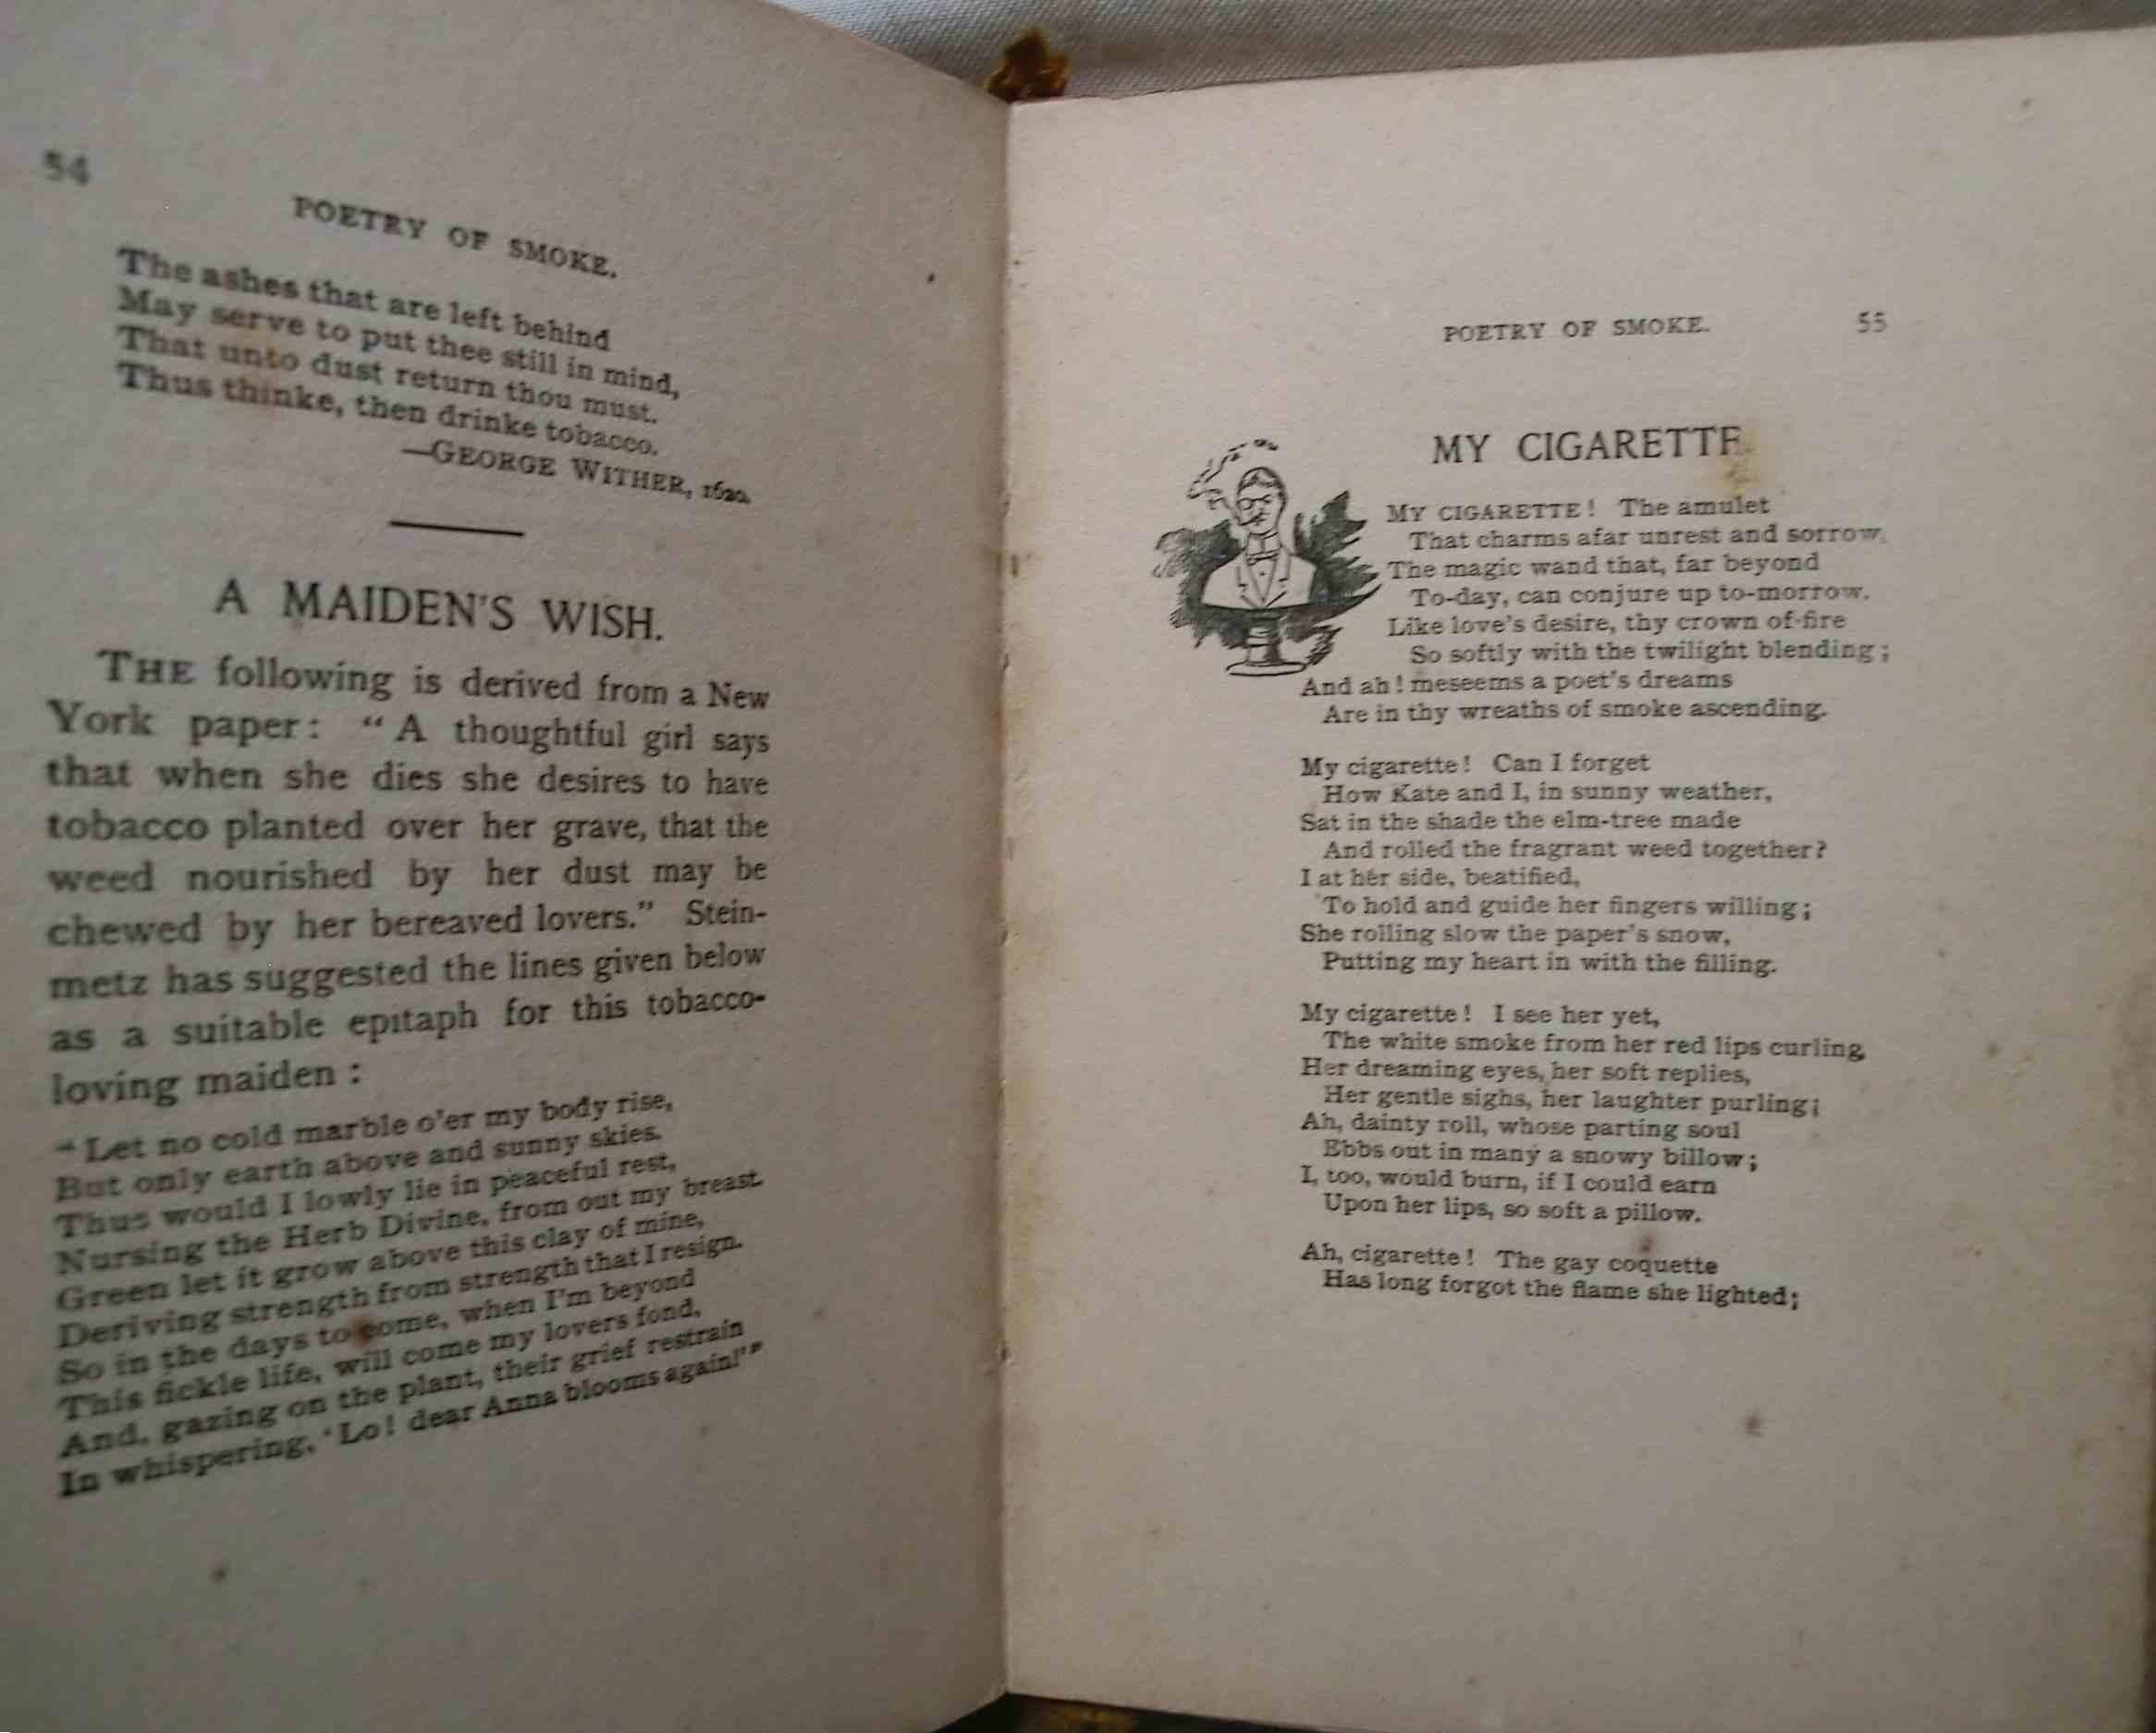 54
POETRY OF SMOKE.
The ashes that are left behind
May serve to put thee still in mind,
That unto dust return thou must.
Thus thinke, then drinke tobacco.
—GEORGE WITHER, 1620.
A MAIDEN'S WISH.
THE following is derived from a New
York paper: “A thoughtful girl says
that when she dies she desires to have
tobacco planted over her grave, that the
weed nourished by her dust may be
chewed by her bereaved lovers.” Stein-
metz has suggested the lines given below
as a suitable epitaph for this tobacco-
loving maiden:
“Let no cold marble o'er my body rise,
But only earth above and sunny skies.
Thus would I lowly lie in peaceful rest,
Nursing the Herb Divine, from out my breast.
Green let it grow above this clay of mine,
Deriving strength from strength that I resign.
So in the days to come, when I'm beyond
This fickle life, will come my lovers fond,
And, gazing on the plant, their grief restrain
In whispering, ‘Lo! dear Anna blooms again!’”
POETRY OF SMOKE. 55
MY CIGARETTE.
MY CIGARETTE! The amulet
That charms afar unrest and sorrow,
The magic wand that, far beyond
To-day, can conjure up to-morrow.
Like love's desire, thy crown of fire
So softly with the twilight blending;
And ah! meseems a poet's dreams
Are in thy wreaths of smoke ascending.
My cigarette! Can I forget
How Kate and I, in sunny weather,
Sat in the shade the elm-tree made
And rolled the fragrant weed together?
I at her side, beatified,
To hold and guide her fingers willing;
She rolling slow the paper's snow,
Putting my heart in with the filling.
My cigarette! I see her yet,
The white smoke from her red lips curling,
Her dreaming eyes, her soft replies,
Her gentle sighs, her laughter purling;
Ah, dainty roll, whose parting soul
Ebbs out in many a snowy billow;
I, too, would burn, if I could earn
Upon her lips, so soft a pillow.
Ah, cigarette! The gay coquette
Has long forgot the flame she lighted;